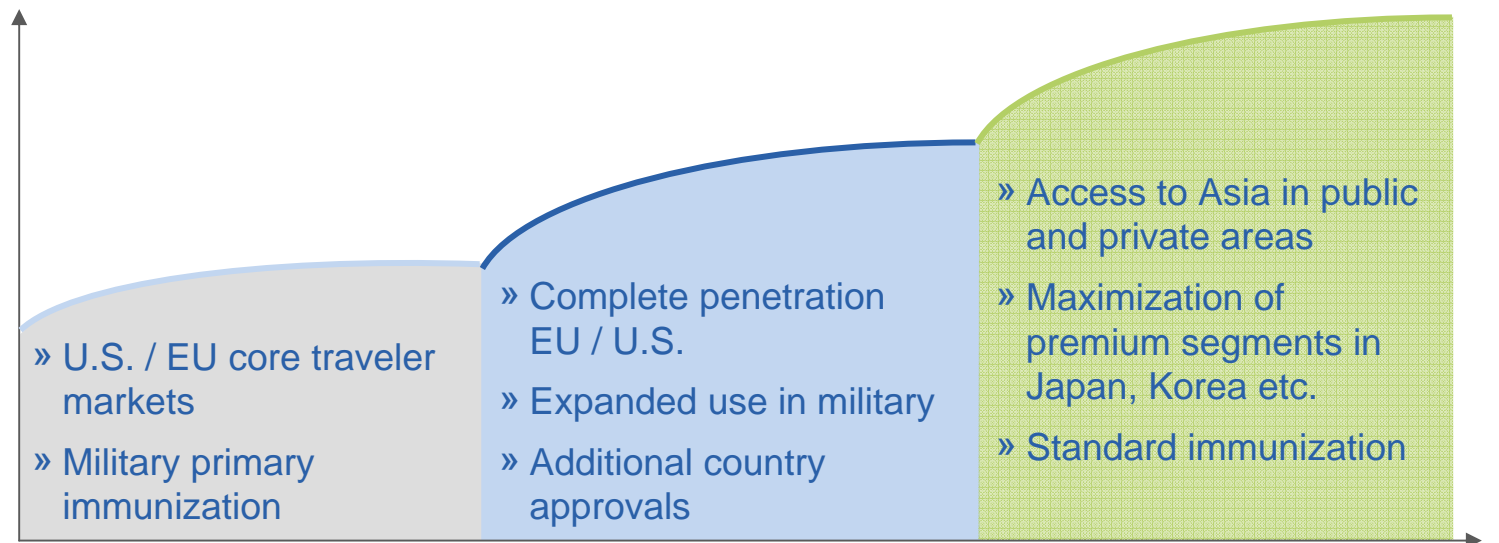 » U.S. / EU core traveler
markets
» Military primary
immunization
» Complete penetration
EU / U.S.
» Expanded use in military
» Additional country
approvals
» Access to Asia in public
and private areas
» Maximization of
premium segments in
Japan, Korea etc.
» Standard immunization